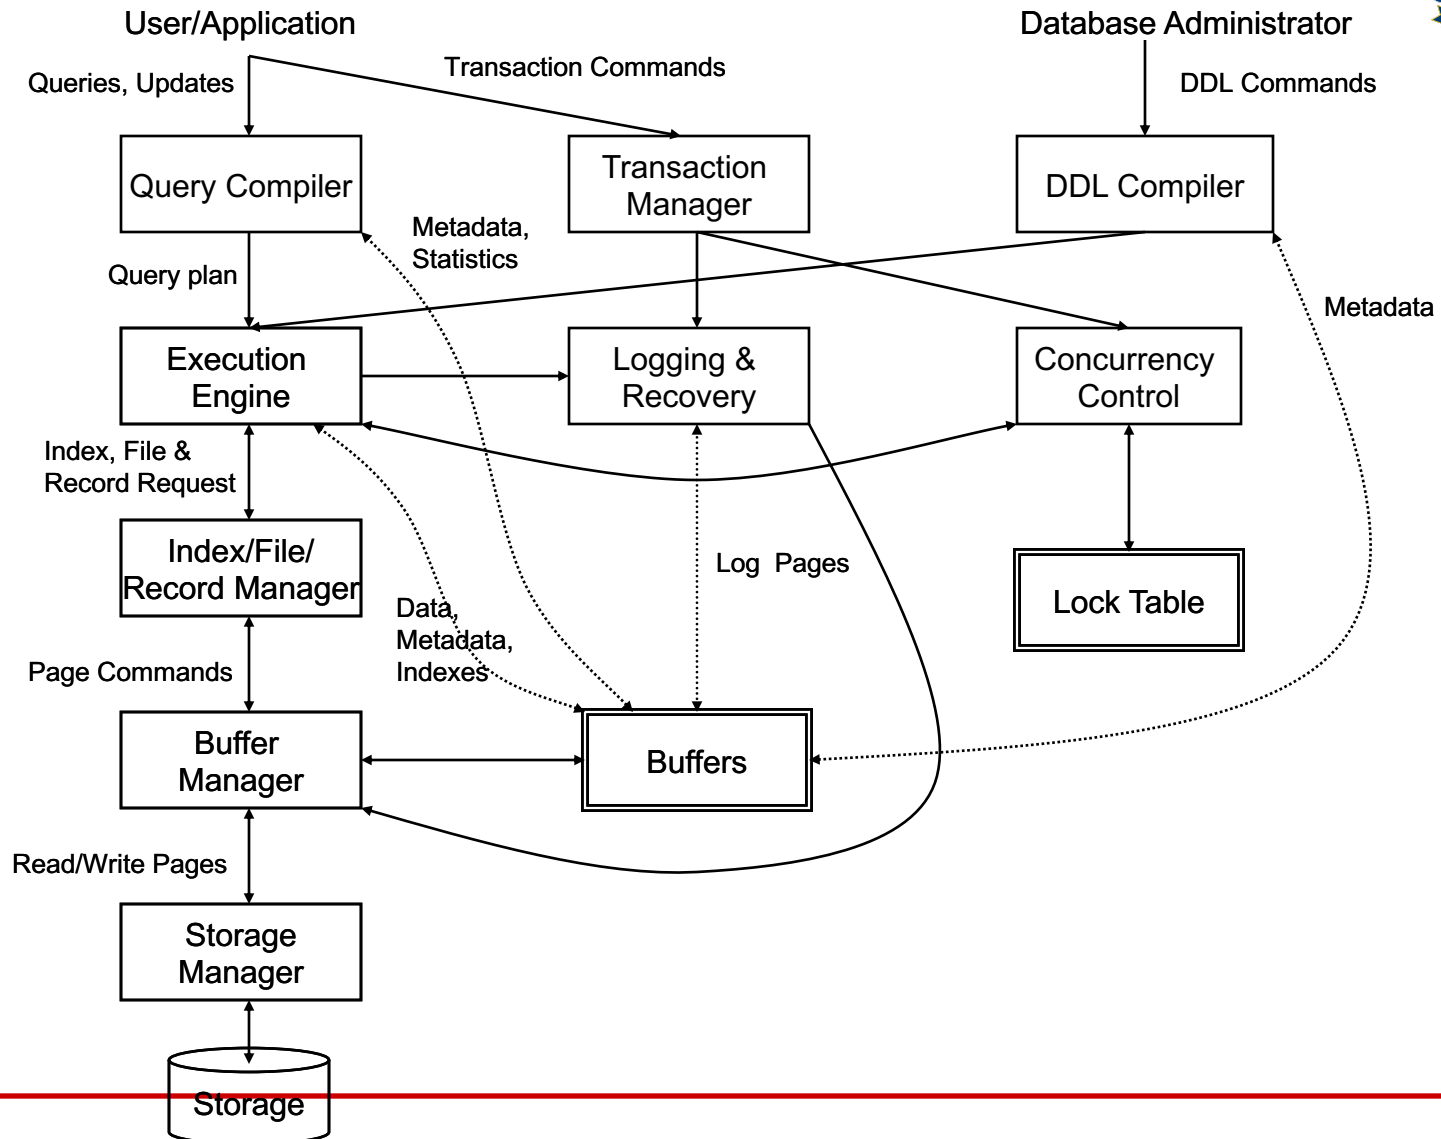 User/Application
Database Administrator
Queries, Updates
Transaction Commands
DDL Commands
Query Compiler
Transaction
Manager
DDL Compiler
Metadata,
Statistics
Query plan
Metadata
Execution
Engine
Logging &
Recovery
Concurrency
Control
Index, File &
Record Request
Index/File/
Record Manager
Log Pages
Lock Table
Data,
Metadata,
Indexes
Page Commands
Buffer
Manager
Buffers
Read/Write Pages
Storage
Manager
Storage